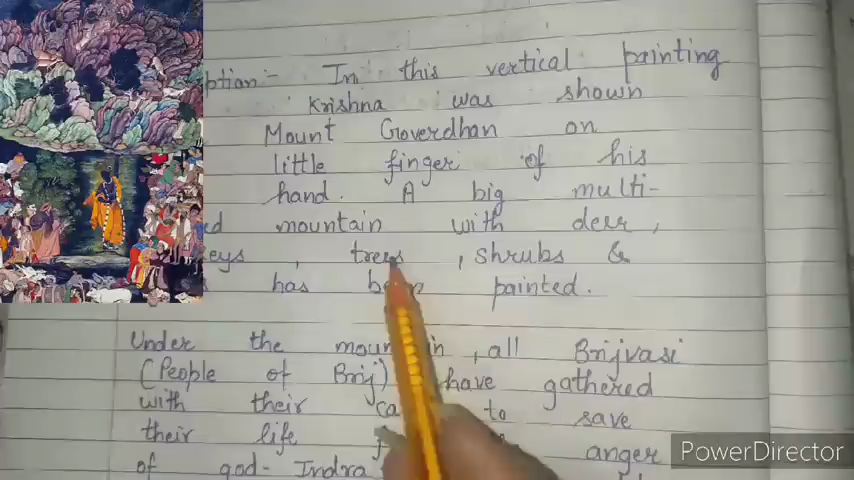 ption:- In this vertical painting
Krishna was shown
Mount Goverdhan on
little finger of his
hand. A big multi-
mountain with deer,
eys, trees, shrubs &
has been painted.
Under the mountain, all Brijvasi
(People of Brij) have gathered
with their to save
their life anger
of god- Indra
PowerDirector